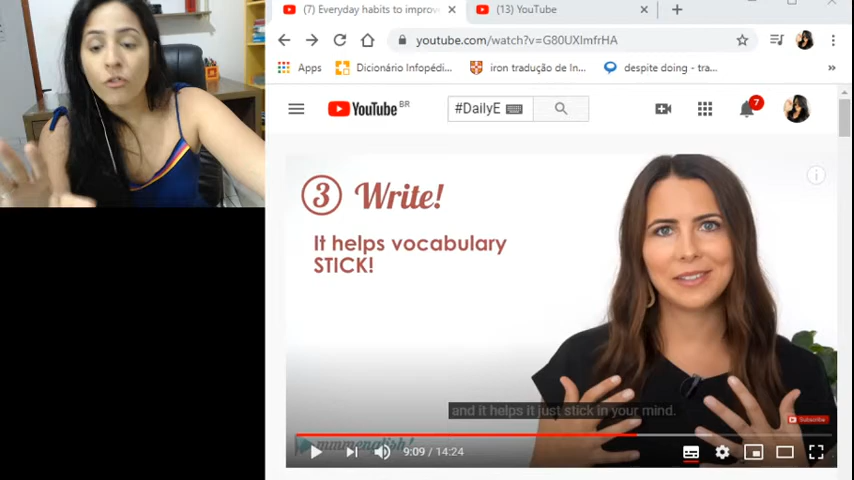 (7) Everyday habits to improv
(13) YouTube
youtube.com/watch?v=G80UXImfrHA
Apps
Dicionário Infopédi...
iron tradução de In...
despite doing - tra...
»
YouTube BR
#DailyE
7
3 Write!
It helps vocabulary
STICK!
and it helps it just stick in your mind.
Subscribe
mmmenglish!
9:09 / 14:24